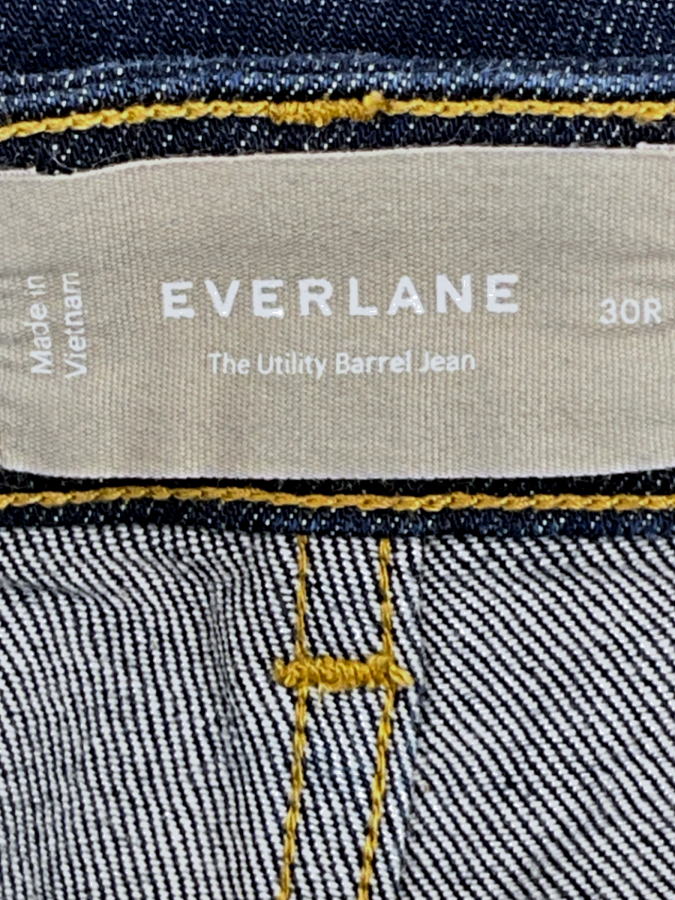 Made in
Vietnam
EVERLANE
The Utility Barrel Jean
30R